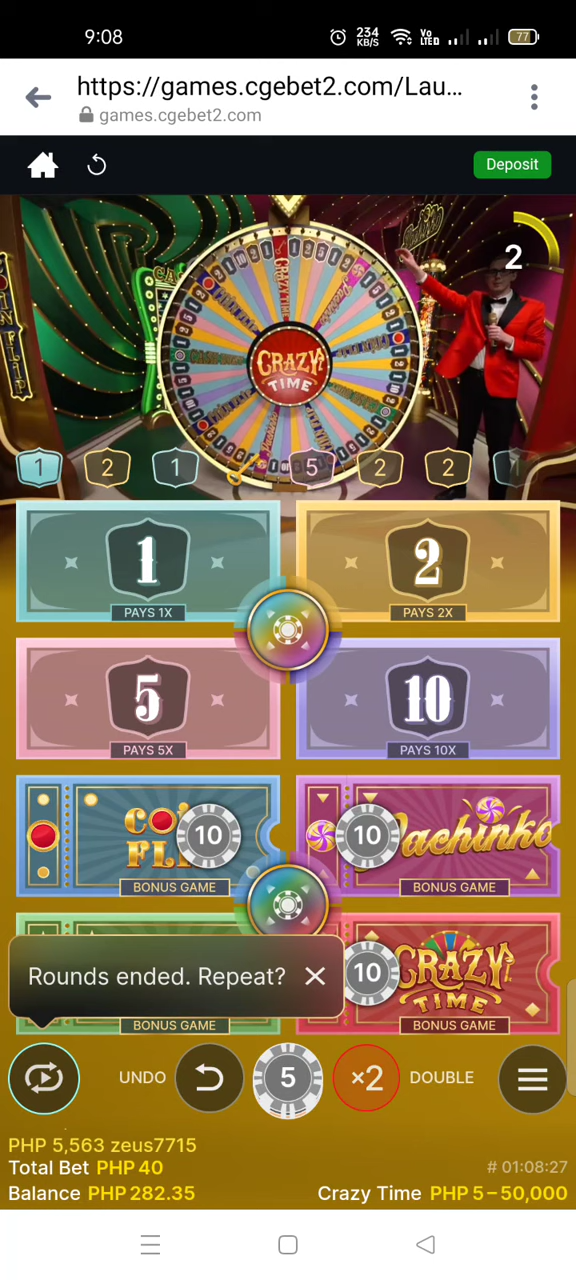 9:08
234 KB/S
Vo LTED
77
https://games.cgebet2.com/Lau...
games.cgebet2.com
Deposit
2
CRAZY TIME
1 2 1 5 2 2 1
1
PAYS 1X
2
PAYS 2X
5
PAYS 5X
10
PAYS 10X
10
BONUS GAME
10
Pachinko
BONUS GAME
Rounds ended. Repeat?
BONUS GAME
10
CRAZY TIME
BONUS GAME
UNDO
5
×2
DOUBLE
PHP 5,563 zeus7715
Total Bet PHP 40
# 01:08:27
Balance PHP 282.35
Crazy Time PHP 5–50,000